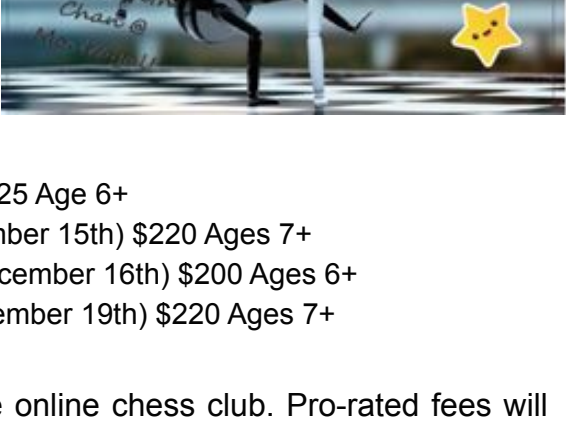 Chan @
25 Age 6+
mber 15th) $220 Ages 7+
cember 16th) $200 Ages 6+
ember 19th) $220 Ages 7+
e online chess club. Pro-rated fees will